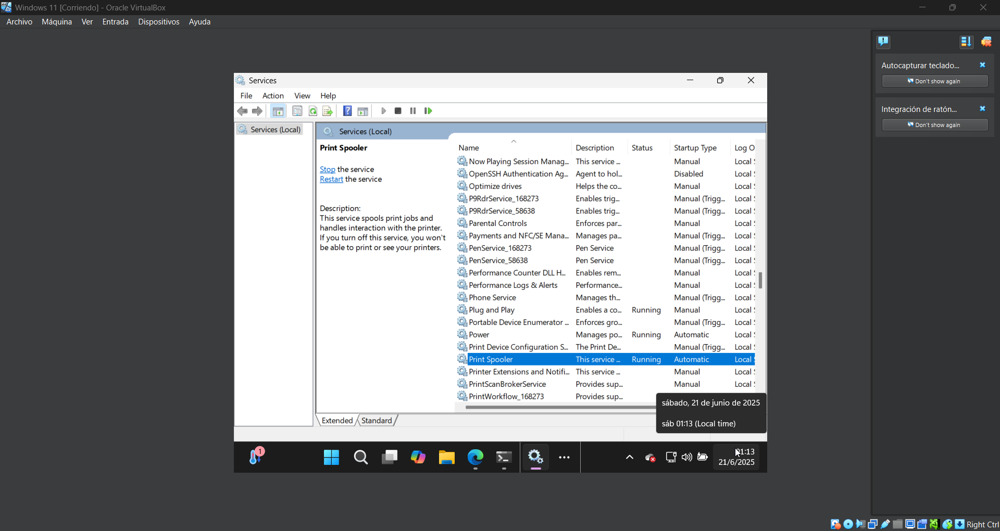 Windows 11 [Corriendo] - Oracle VirtualBox
Archivo Máquina Ver Entrada Dispositivos Ayuda
Autocapturar teclado...
Don't show again
Integración de ratón...
Don't show again
Services
File Action View Help
Services (Local)
Services (Local)
Print Spooler
Stop the service
Restart the service
Description:
This service spools print jobs and
handles interaction with the printer.
If you turn off this service, you won't
be able to print or see your printers.
Name Description Status Startup Type Log O
Now Playing Session Manag... This service ... Manual Local
OpenSSH Authentication Ag... Agent to hol... Disabled Local
Optimize drives Helps the co... Manual Local
P9RdrService_168273 Enables trig... Manual (Trigg... Local
P9RdrService_58638 Enables trig... Manual (Trigg... Local
Parental Controls Enforces par... Manual Local
Payments and NFC/SE Mana... Manages pa... Manual (Trigg... Local
PenService_168273 Pen Service Manual (Trigg... Local
PenService_58638 Pen Service Manual (Trigg... Local
Performance Counter DLL H... Enables rem... Manual Local
Performance Logs & Alerts Performance... Manual Local
Phone Service Manages th... Manual (Trigg... Local
Plug and Play Enables a co... Running Manual Local
Portable Device Enumerator ... Enforces gro... Manual (Trigg... Local
Power Manages po... Running Automatic Local
Print Device Configuration S... The Print De... Manual (Trigg... Local
Print Spooler This service ... Running Automatic Local
Printer Extensions and Notifi... This service ... Manual Local
PrintScanBrokerService Provides sup... Manual Local
PrintWorkflow_168273 Provides sup...
sábado, 21 de junio de 2025
sáb 01:13 (Local time)
Extended Standard
1
01:13
21/6/2025
Right Ctrl